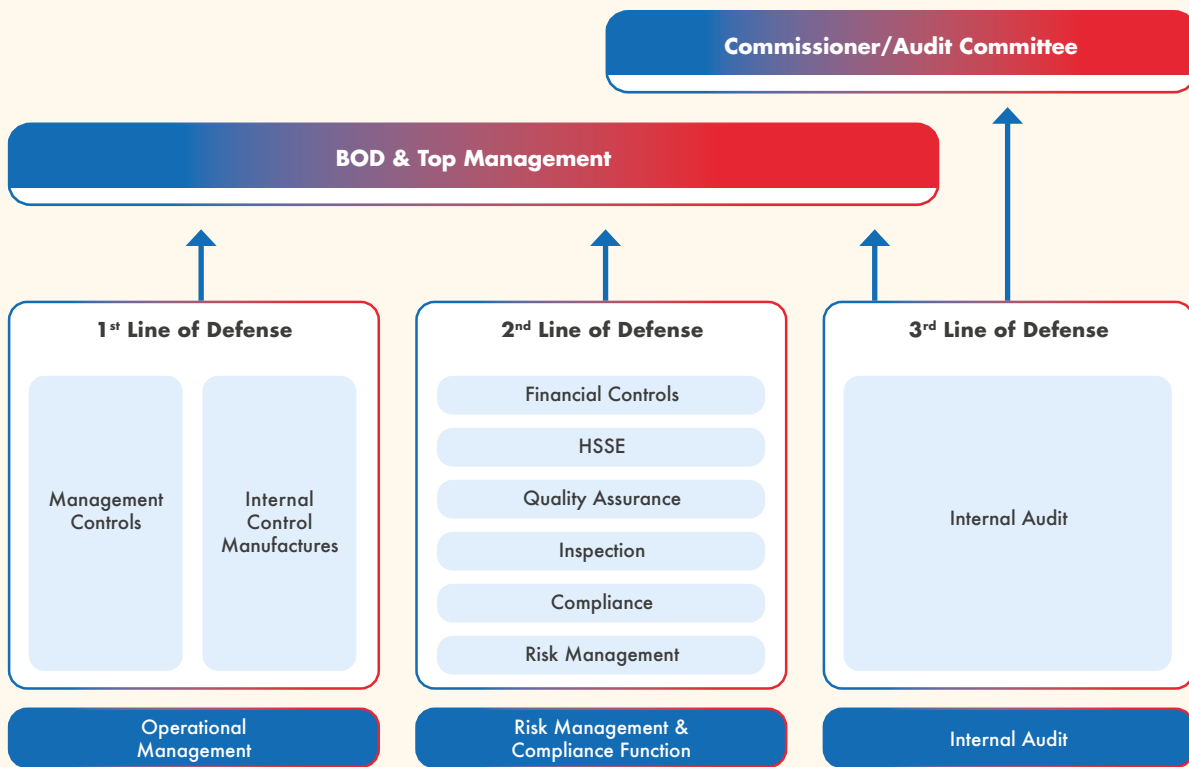 Commissioner/Audit Committee
BOD & Top Management
1st Line of Defense
Management
Controls
Internal
Control
Manufactures
2nd Line of Defense
Financial Controls
HSSE
Quality Assurance
Inspection
Compliance
Risk Management
3rd Line of Defense
Internal Audit
Operational
Management
Risk Management &
Compliance Function
Internal Audit